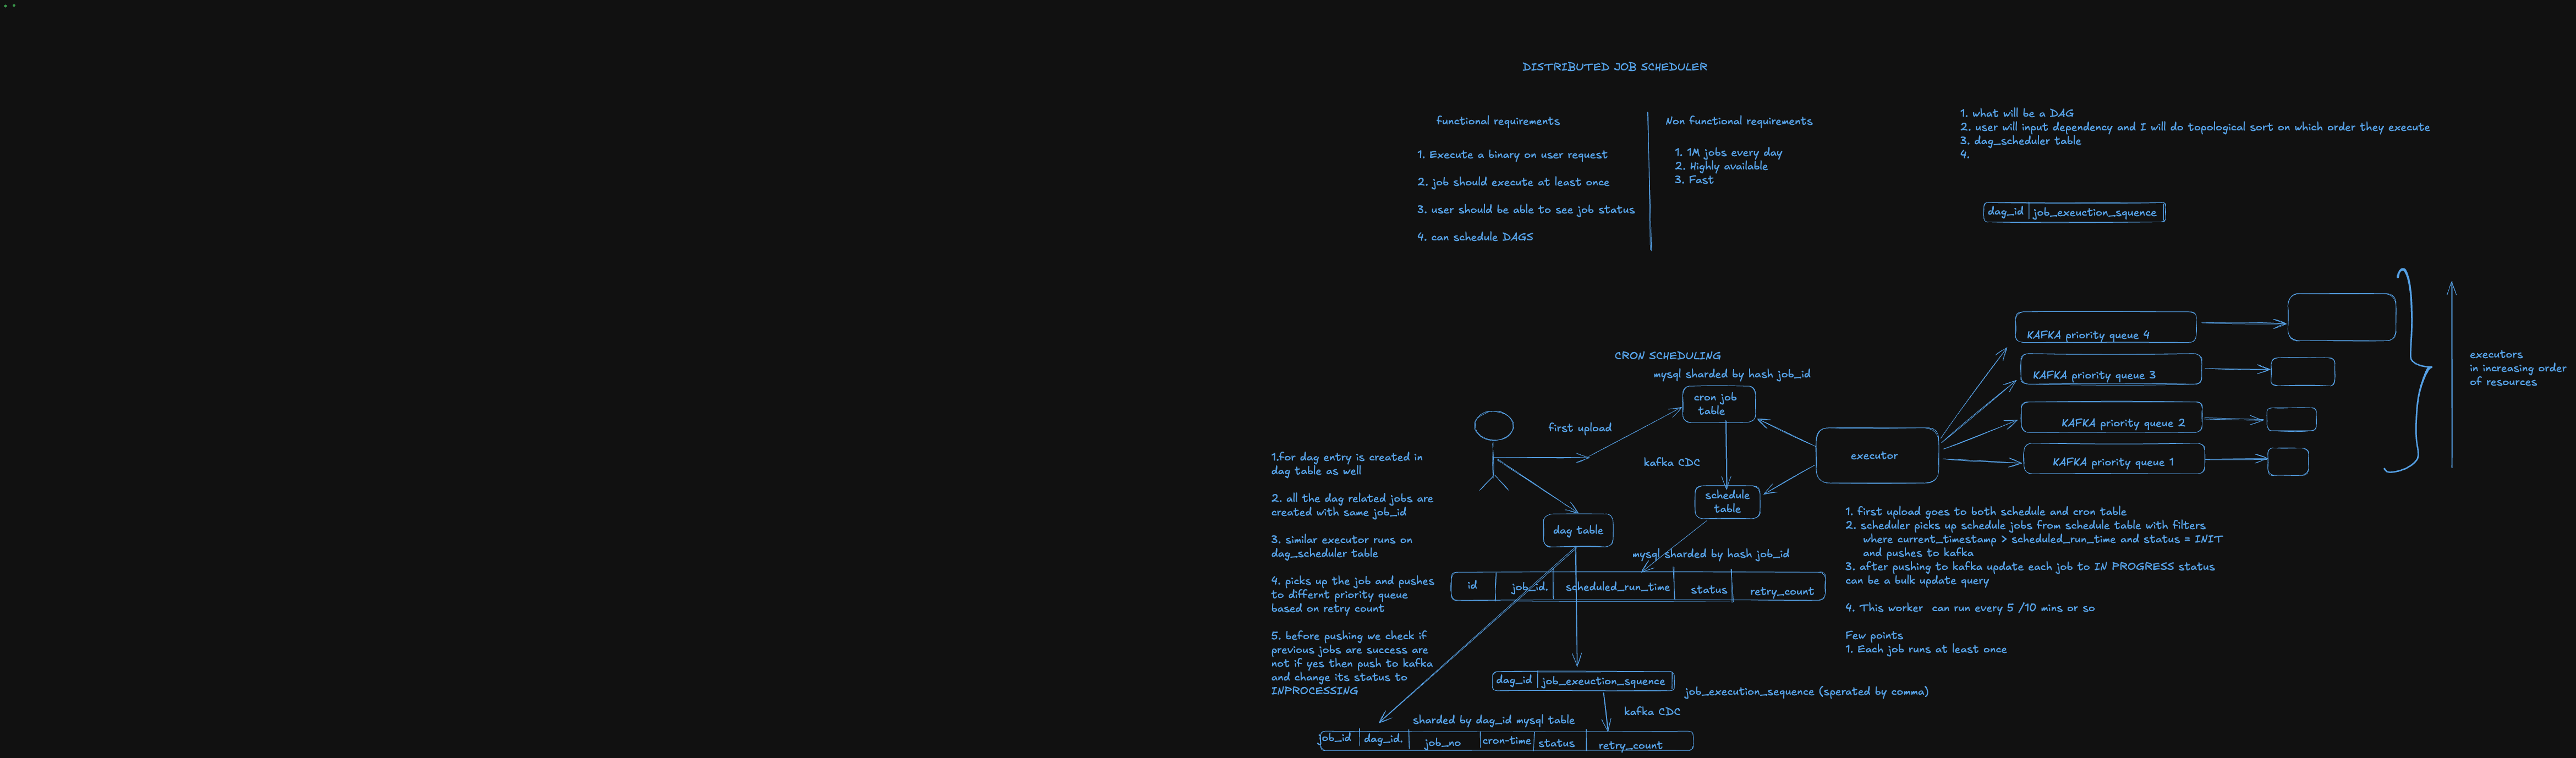 DISTRIBUTED JOB SCHEDULER
functional requirements
1. Execute a binary on user request
2. job should execute at least once
3. user should be able to see job status
4. can schedule DAGS
Non functional requirements
1. 1M jobs every day
2. Highly available
3. Fast
1. what will be a DAG
2. user will input dependency and I will do topological sort on which order they execute
3. dag_scheduler table
4.
dag_id
job_exeuction_squence
CRON SCHEDULING
mysql sharded by hash job_id
cron job
table
first upload
kafka CDC
schedule
table
executor
KAFKA priority queue 4
KAFKA priority queue 3
KAFKA priority queue 2
KAFKA priority queue 1
executors
in increasing order
of resources
1.for dag entry is created in
dag table as well
2. all the dag related jobs are
created with same job_id
3. similar executor runs on
dag_scheduler table
4. picks up the job and pushes
to differnt priority queue
based on retry count
5. before pushing we check if
previous jobs are success are
not if yes then push to kafka
and change its status to
INPROCESSING
dag table
mysql sharded by hash job_id
id
job_id.
scheduled_run_time
status
retry_count
1. first upload goes to both schedule and cron table
2. scheduler picks up schedule jobs from schedule table with filters
where current_timestamp > scheduled_run_time and status = INIT
and pushes to kafka
3. after pushing to kafka update each job to IN PROGRESS status
can be a bulk update query
4. This worker can run every 5 /10 mins or so
Few points
1. Each job runs at least once
dag_id
job_exeuction_squence
job_execution_sequence (sperated by comma)
kafka CDC
sharded by dag_id mysql table
job_id
dag_id.
job_no
cron-time
status
retry_count